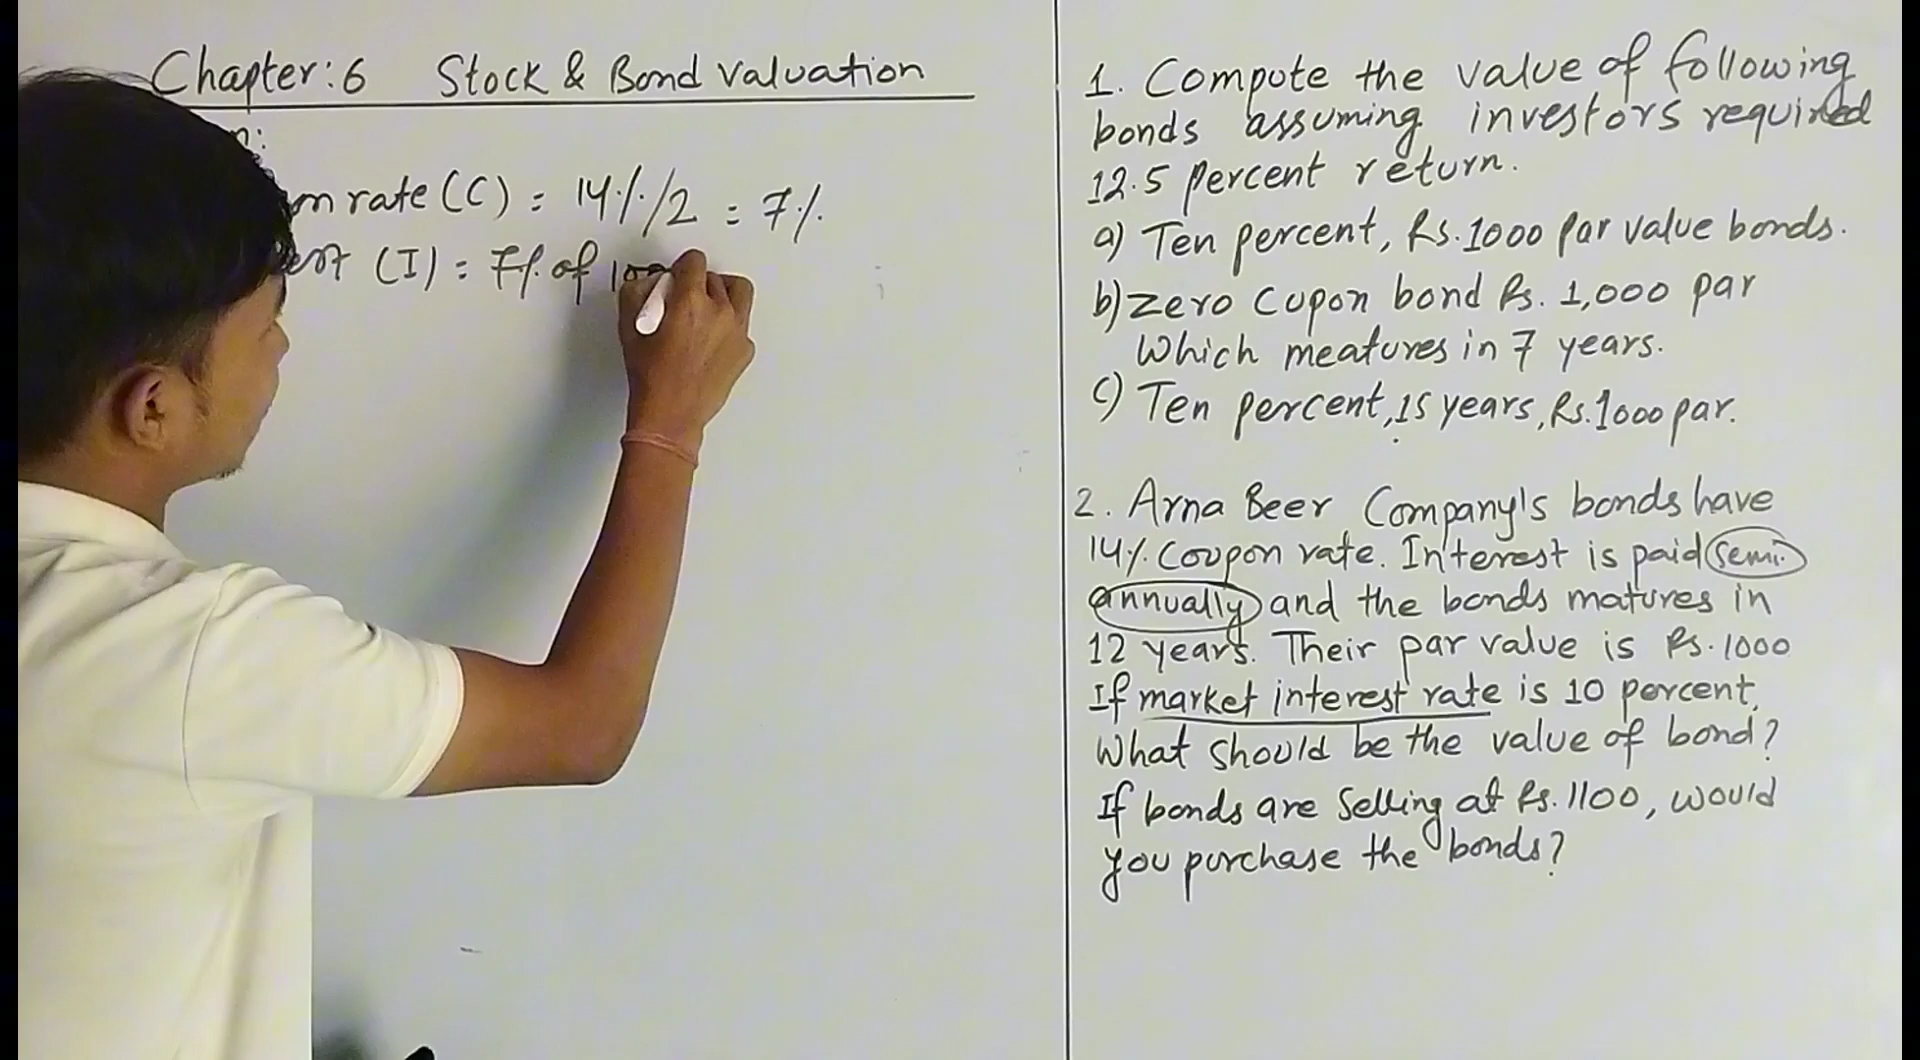 Chapter:6 Stock & Bond Valuation
n:
on rate (C) = 14%/2 = 7%
est (I) = 7% of
1. Compute the value of following
bonds assuming investors required
12.5 percent return.
a) Ten percent, Rs.1000 par value bonds.
b) Zero Cupon bond Rs. 1,000 par
Which meatures in 7 years.
c) Ten percent, 15 years, Rs.1000 par.
2. Arna Beer Company's bonds have
14% Coupon rate. Interest is paid semi-
annually and the bonds matures in
12 years. Their par value is Rs.1000
If market interest rate is 10 percent,
What should be the value of bond?
If bonds are selling at Rs.1100, would
you purchase the bonds?